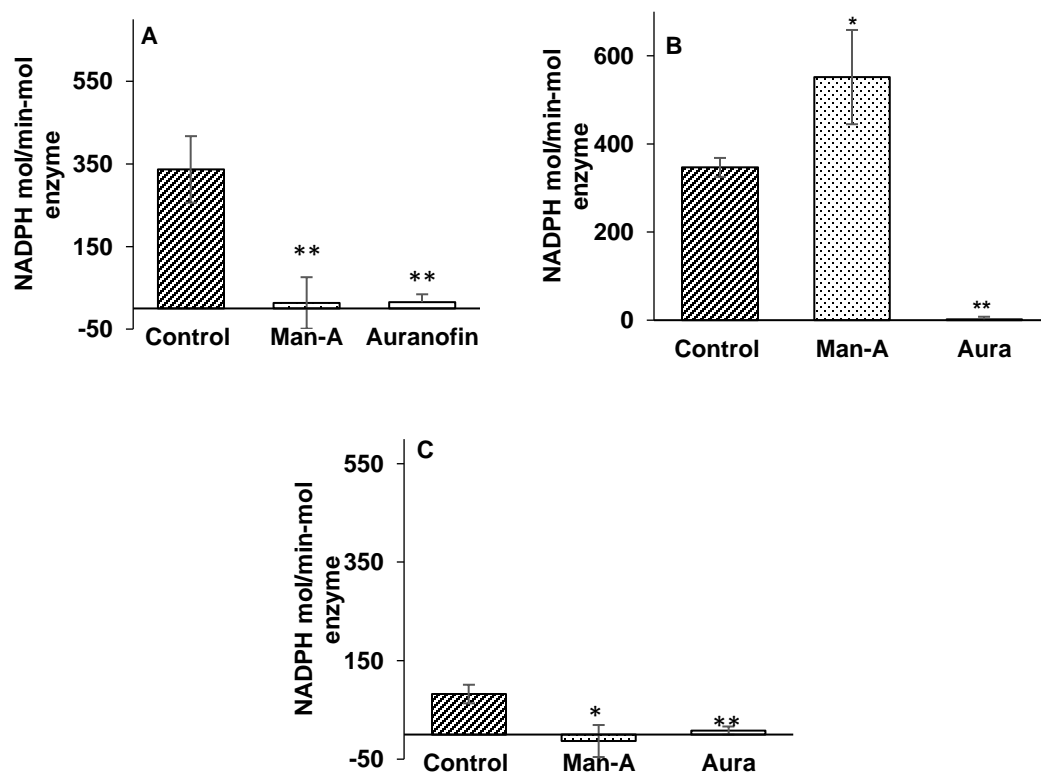 A
NADPH mol/min-mol
enzyme
550
350
150
-50
**
**
Control Man-A Auranofin
B
NADPH mol/min-mol
enzyme
600
400
200
0
*
**
Control Man-A Aura
C
NADPH mol/min-mol
enzyme
550
350
150
-50
*
**
Control Man-A Aura